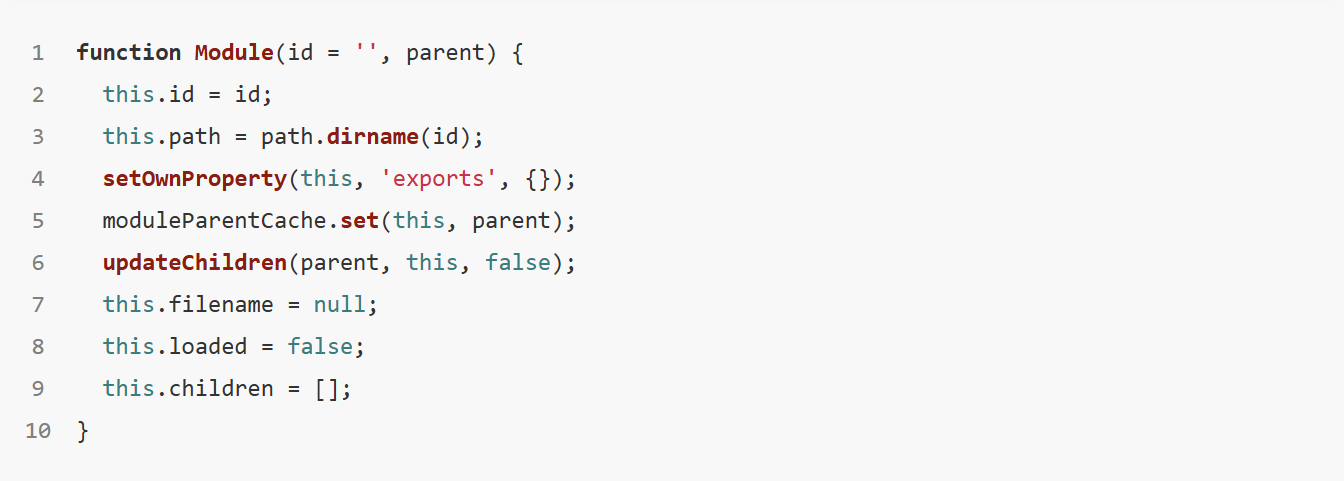 1 function Module(id = '', parent) {
2   this.id = id;
3   this.path = path.dirname(id);
4   setOwnProperty(this, 'exports', {});
5   moduleParentCache.set(this, parent);
6   updateChildren(parent, this, false);
7   this.filename = null;
8   this.loaded = false;
9   this.children = [];
10 }